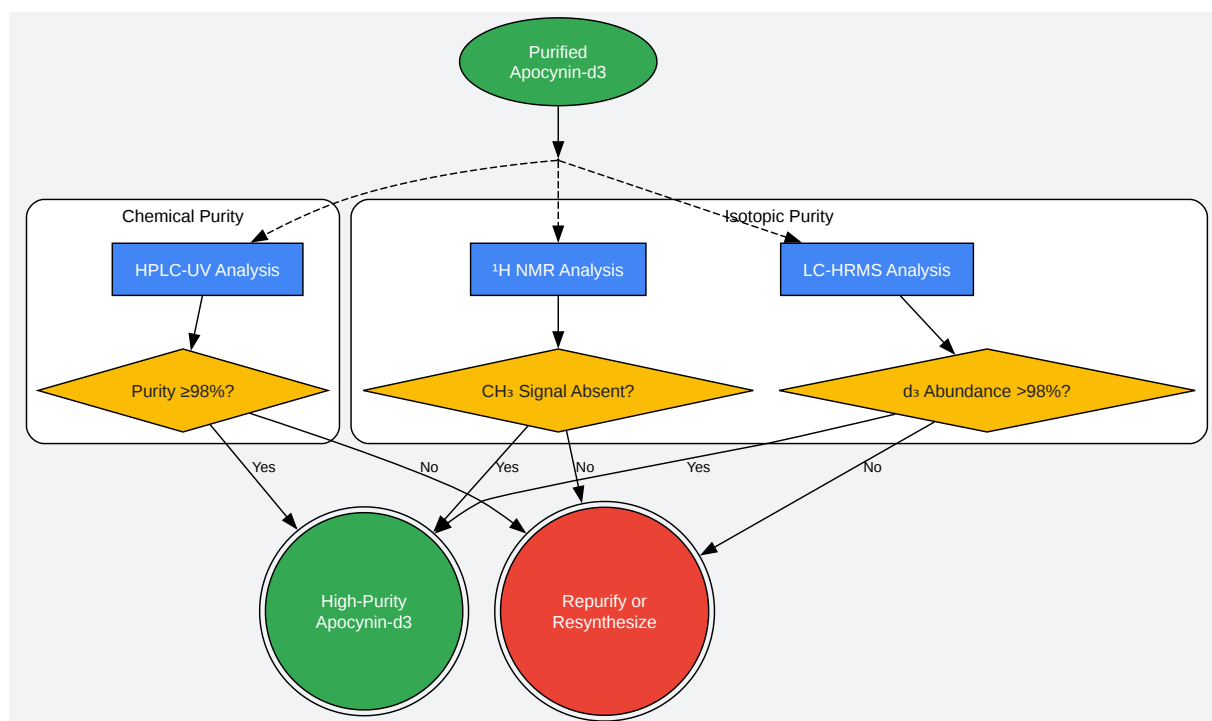 Purified
Apocynin-d3
Chemical Purity
Isotopic Purity
HPLC-UV Analysis
¹H NMR Analysis
LC-HRMS Analysis
Purity ≥98%?
CH₃ Signal Absent?
d₃ Abundance >98%?
Yes
No
Yes
No
Yes
No
High-Purity
Apocynin-d3
Repurify or
Resynthesize